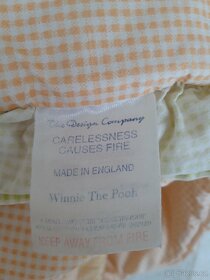 The Design Company
CARELESSNESS
CAUSES FIRE
MADE IN ENGLAND
Winnie The Pooh
KEEP AWAY FROM FIRE